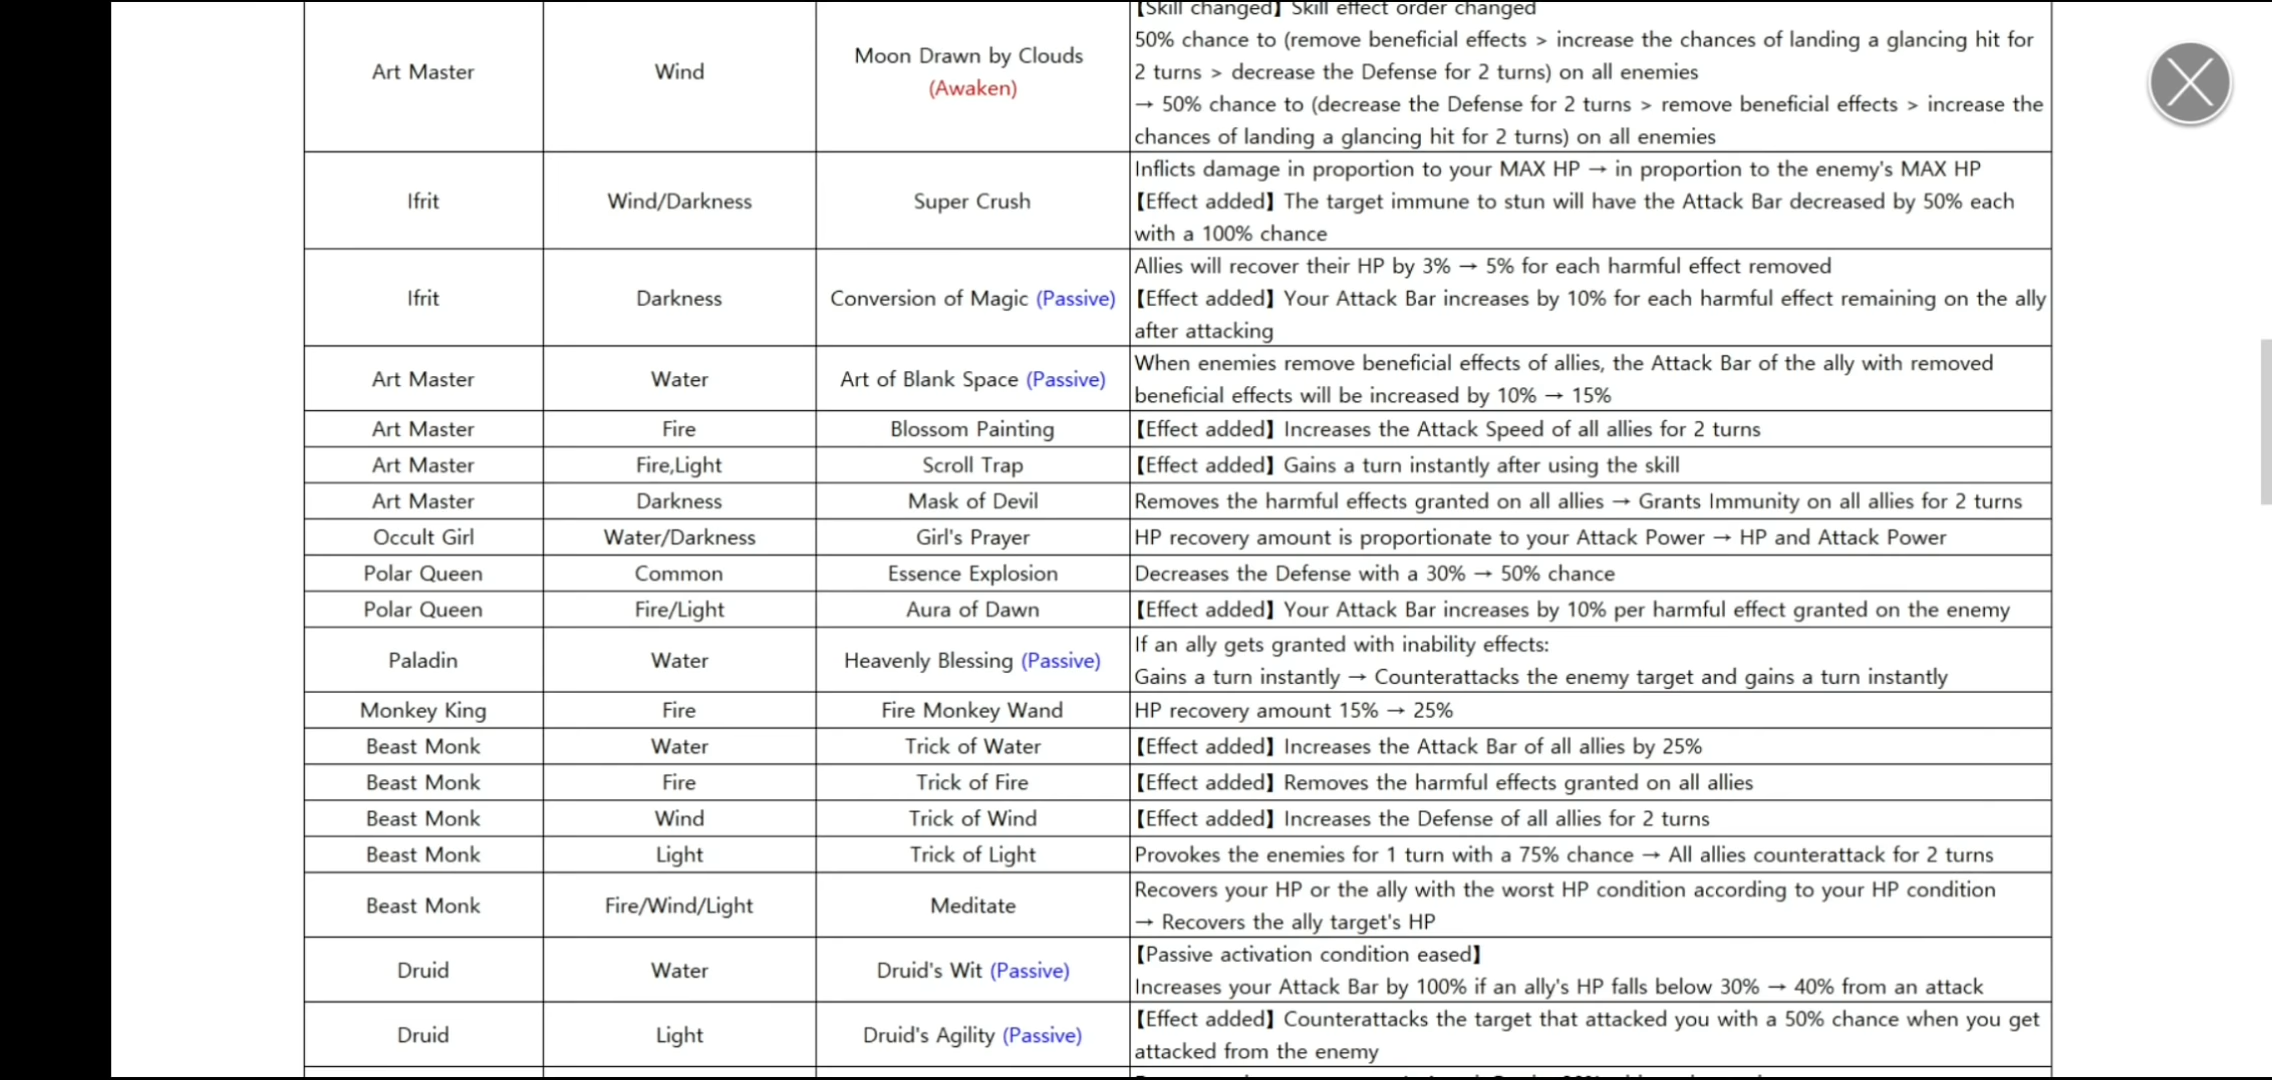 【Skill changed】 Skill effect order changed
Art Master Wind Moon Drawn by Clouds
(Awaken)
50% chance to (remove beneficial effects > increase the chances of landing a glancing hit for
2 turns > decrease the Defense for 2 turns) on all enemies
→ 50% chance to (decrease the Defense for 2 turns > remove beneficial effects > increase the
chances of landing a glancing hit for 2 turns) on all enemies
Ifrit Wind/Darkness Super Crush
Inflicts damage in proportion to your MAX HP → in proportion to the enemy's MAX HP
【Effect added】 The target immune to stun will have the Attack Bar decreased by 50% each
with a 100% chance
Ifrit Darkness Conversion of Magic (Passive)
Allies will recover their HP by 3% → 5% for each harmful effect removed
【Effect added】 Your Attack Bar increases by 10% for each harmful effect remaining on the ally
after attacking
Art Master Water Art of Blank Space (Passive)
When enemies remove beneficial effects of allies, the Attack Bar of the ally with removed
beneficial effects will be increased by 10% → 15%
Art Master Fire Blossom Painting 【Effect added】 Increases the Attack Speed of all allies for 2 turns
Art Master Fire,Light Scroll Trap 【Effect added】 Gains a turn instantly after using the skill
Art Master Darkness Mask of Devil Removes the harmful effects granted on all allies → Grants Immunity on all allies for 2 turns
Occult Girl Water/Darkness Girl's Prayer HP recovery amount is proportionate to your Attack Power → HP and Attack Power
Polar Queen Common Essence Explosion Decreases the Defense with a 30% → 50% chance
Polar Queen Fire/Light Aura of Dawn 【Effect added】 Your Attack Bar increases by 10% per harmful effect granted on the enemy
Paladin Water Heavenly Blessing (Passive)
If an ally gets granted with inability effects:
Gains a turn instantly → Counterattacks the enemy target and gains a turn instantly
Monkey King Fire Fire Monkey Wand HP recovery amount 15% → 25%
Beast Monk Water Trick of Water 【Effect added】 Increases the Attack Bar of all allies by 25%
Beast Monk Fire Trick of Fire 【Effect added】 Removes the harmful effects granted on all allies
Beast Monk Wind Trick of Wind 【Effect added】 Increases the Defense of all allies for 2 turns
Beast Monk Light Trick of Light Provokes the enemies for 1 turn with a 75% chance → All allies counterattack for 2 turns
Beast Monk Fire/Wind/Light Meditate
Recovers your HP or the ally with the worst HP condition according to your HP condition
→ Recovers the ally target's HP
Druid Water Druid's Wit (Passive)
【Passive activation condition eased】
Increases your Attack Bar by 100% if an ally's HP falls below 30% → 40% from an attack
Druid Light Druid's Agility (Passive)
【Effect added】 Counterattacks the target that attacked you with a 50% chance when you get
attacked from the enemy